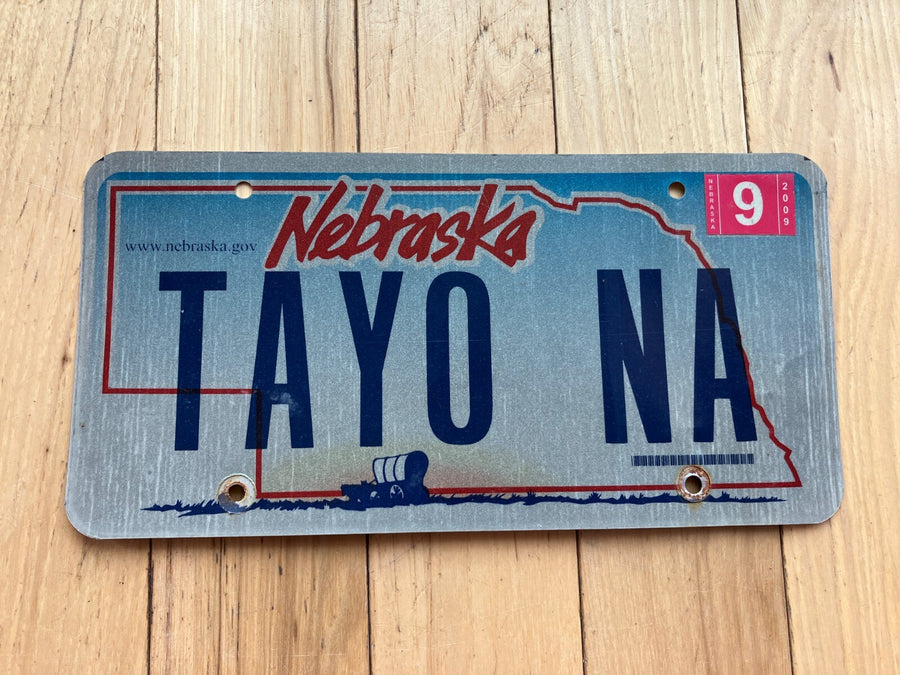 Nebraska
NEBRASKA 9 2009
www.nebraska.gov
TAYO NA